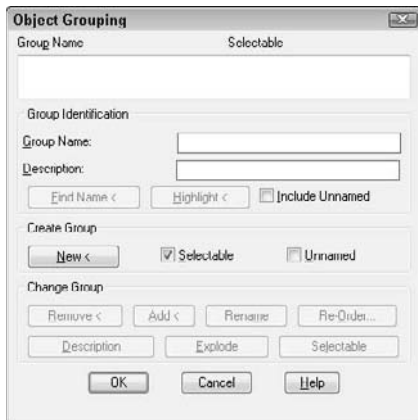 Object Grouping
Group Name Selectable
Group Identification
Group Name:
Description:
Find Name < Highlight < Include Unnamed
Create Group
New < Selectable Unnamed
Change Group
Remove < Add < Rename Re-Order...
Description Explode Selectable
OK Cancel Help